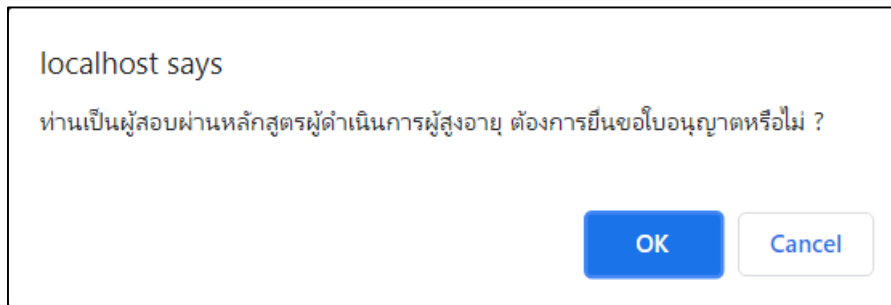 localhost says
ท่านเป็นผู้สอบผ่านหลักสูตรผู้ดำเนินการผู้สูงอายุ ต้องการยื่นขอใบอนุญาตหรือไม่ ?
OK Cancel